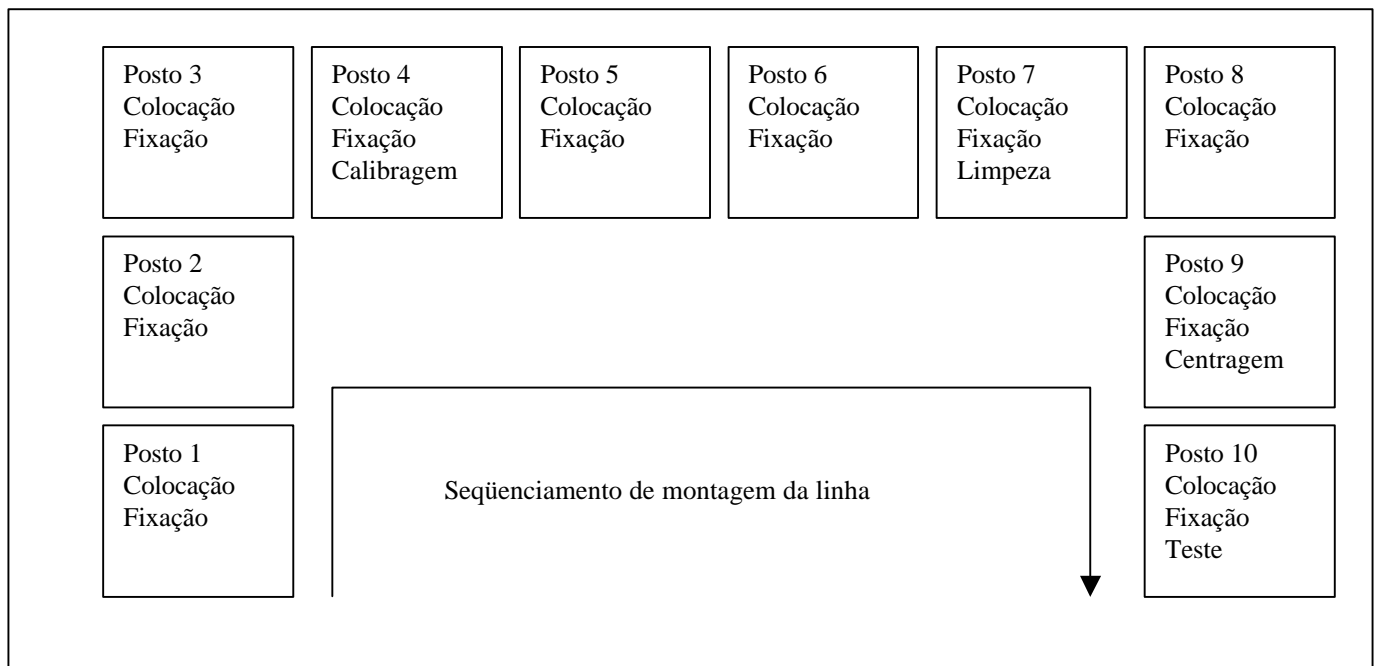 Posto 3
Colocação
Fixação
Posto 4
Colocação
Fixação
Calibragem
Posto 5
Colocação
Fixação
Posto 6
Colocação
Fixação
Posto 7
Colocação
Fixação
Limpeza
Posto 8
Colocação
Fixação
Posto 2
Colocação
Fixação
Posto 9
Colocação
Fixação
Centragem
Posto 1
Colocação
Fixação
Seqüenciamento de montagem da linha
Posto 10
Colocação
Fixação
Teste